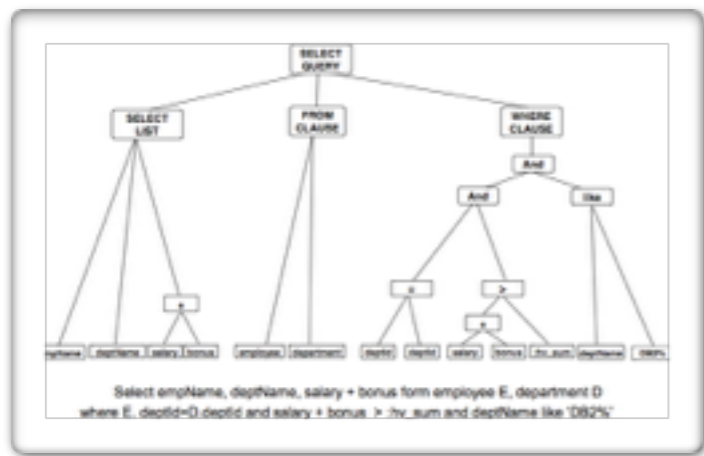 SELECT
QUERY
SELECT
LIST
FROM
CLAUSE
WHERE
CLAUSE
And
And
like
+
=
>
+
empName deptName salary bonus employee department deptId deptId salary bonus :hv_sum deptName DB2%
Select empName, deptName, salary + bonus form employee E, department D
where E. deptId=D.deptId and salary + bonus > :hv_sum and deptName like 'DB2%'